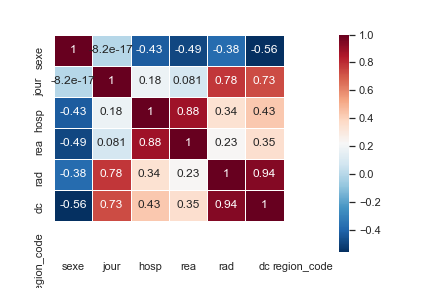 sexe 1 -8.2e-17 -0.43 -0.49 -0.38 -0.56
jour -8.2e-17 1 0.18 0.081 0.78 0.73
hosp -0.43 0.18 1 0.88 0.34 0.43
rea -0.49 0.081 0.88 1 0.23 0.35
rad -0.38 0.78 0.34 0.23 1 0.94
dc -0.56 0.73 0.43 0.35 0.94 1
region_code
sexe jour hosp rea rad dc region_code
1.0
0.8
0.6
0.4
0.2
0.0
-0.2
-0.4